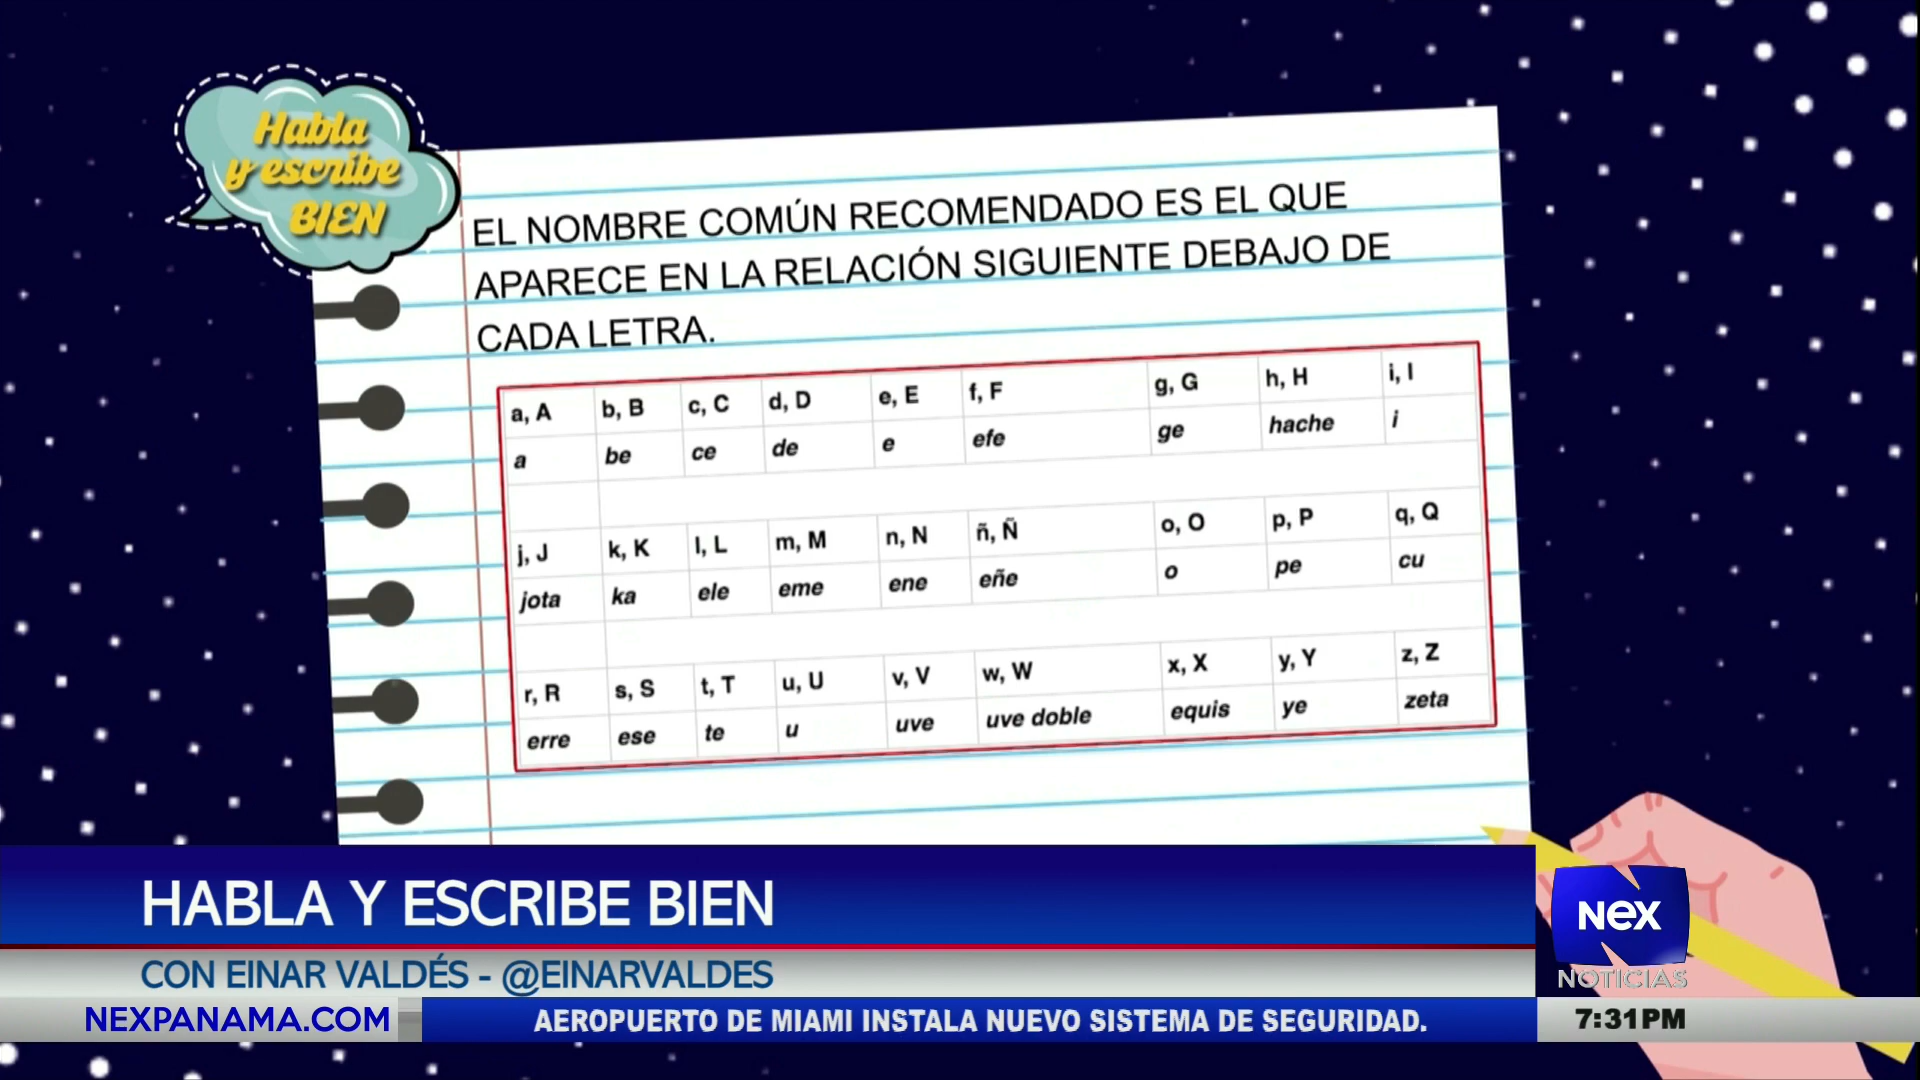 Habla
y escribe
BIEN
EL NOMBRE COMÚN RECOMENDADO ES EL QUE
APARECE EN LA RELACIÓN SIGUIENTE DEBAJO DE
CADA LETRA.
a, A b, B c, C d, D e, E f, F g, G h, H i, I
a be ce de e efe ge hache i
j, J k, K l, L m, M n, N ñ, Ñ o, O p, P q, Q
jota ka ele eme ene eñe o pe cu
r, R s, S t, T u, U v, V w, W x, X y, Y z, Z
erre ese te u uve uve doble equis ye zeta
HABLA Y ESCRIBE BIEN
CON EINAR VALDÉS - @EINARVALDES
NEX
NOTICIAS
NEXPANAMA.COM AEROPUERTO DE MIAMI INSTALA NUEVO SISTEMA DE SEGURIDAD. 7:31PM